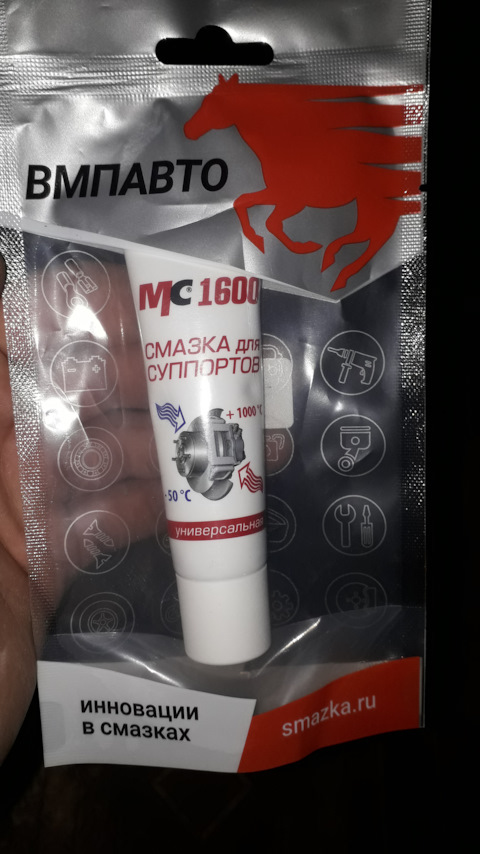 ВМПАВТО
МС® 1600
СМАЗКА для
СУППОРТОВ
+ 1000 °С
- 50 °С
универсальная
инновации
в смазках
smazka.ru